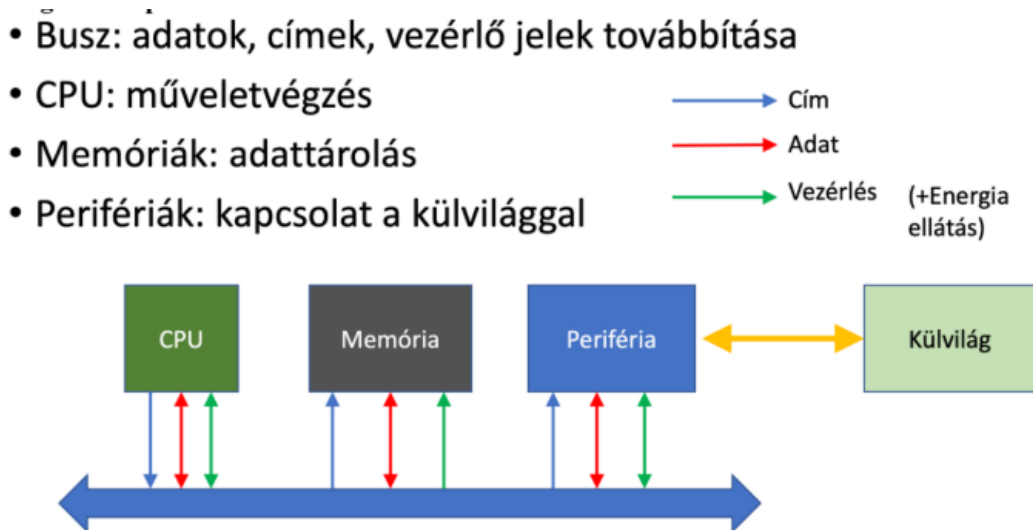 • Busz: adatok, címek, vezérlő jelek továbbítása
• CPU: műveletvégzés
• Memóriák: adattárolás
• Perifériák: kapcsolat a külvilággal
Cím
Adat
Vezérlés (+Energia
ellátás)
CPU
Memória
Periféria
Külvilág